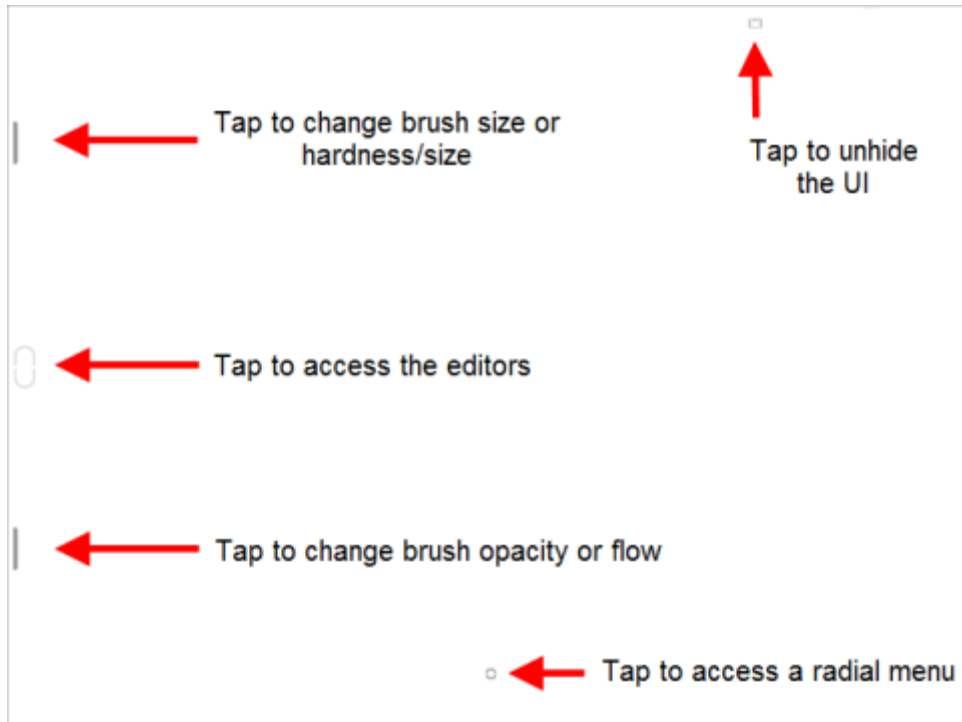 Tap to change brush size or
hardness/size
Tap to unhide
the UI
Tap to access the editors
Tap to change brush opacity or flow
Tap to access a radial menu